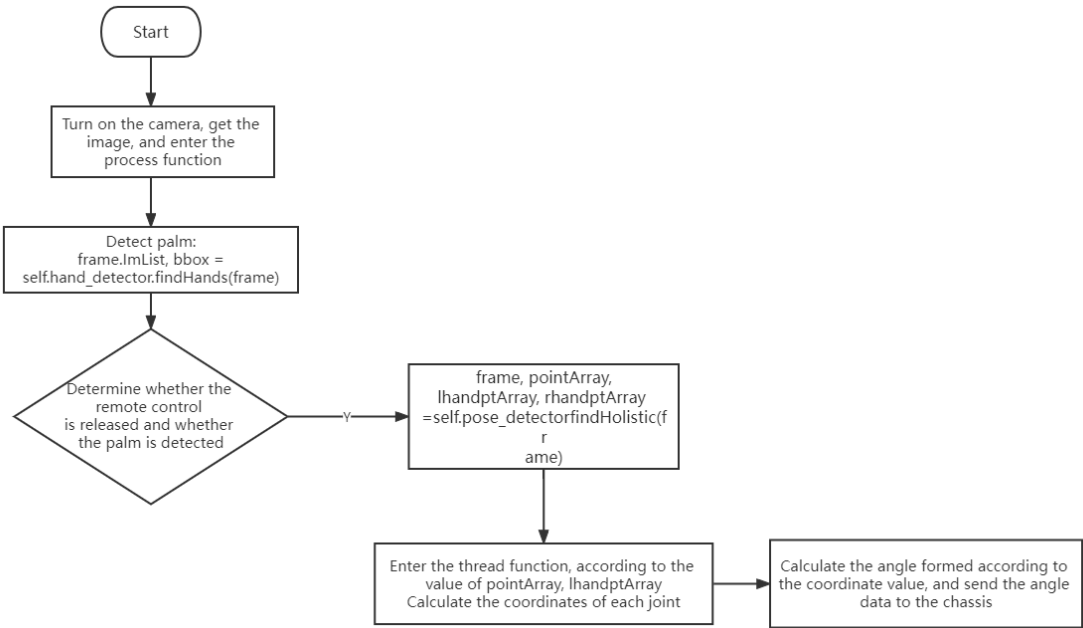 Start
Turn on the camera, get the
image, and enter the
process function
Detect palm:
frame.ImList, bbox =
self.hand_detector.findHands(frame)
Determine whether the
remote control
is released and whether
the palm is detected
Y
frame, pointArray,
lhandptArray, rhandptArray
=self.pose_detectorfindHolistic(f
r
ame)
Enter the thread function, according to the
value of pointArray, lhandptArray
Calculate the coordinates of each joint
Calculate the angle formed according to
the coordinate value, and send the angle
data to the chassis